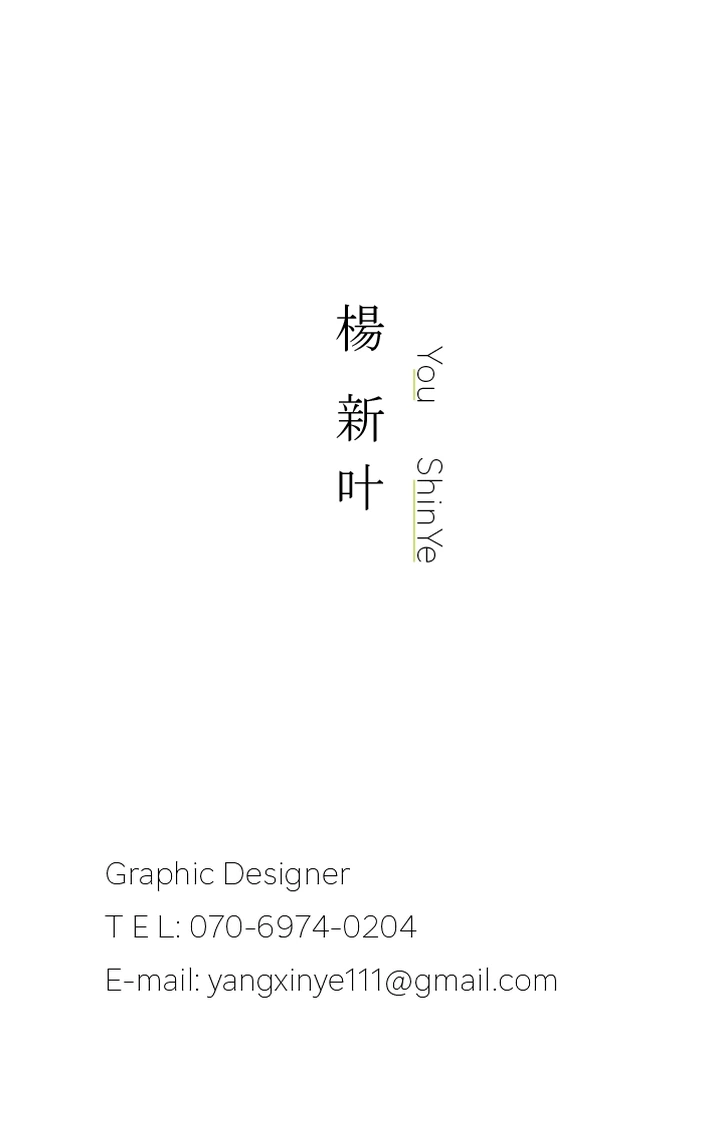 楊 新叶
You ShinYe
Graphic Designer
T E L: 070-6974-0204
E-mail: yangxinye111@gmail.com